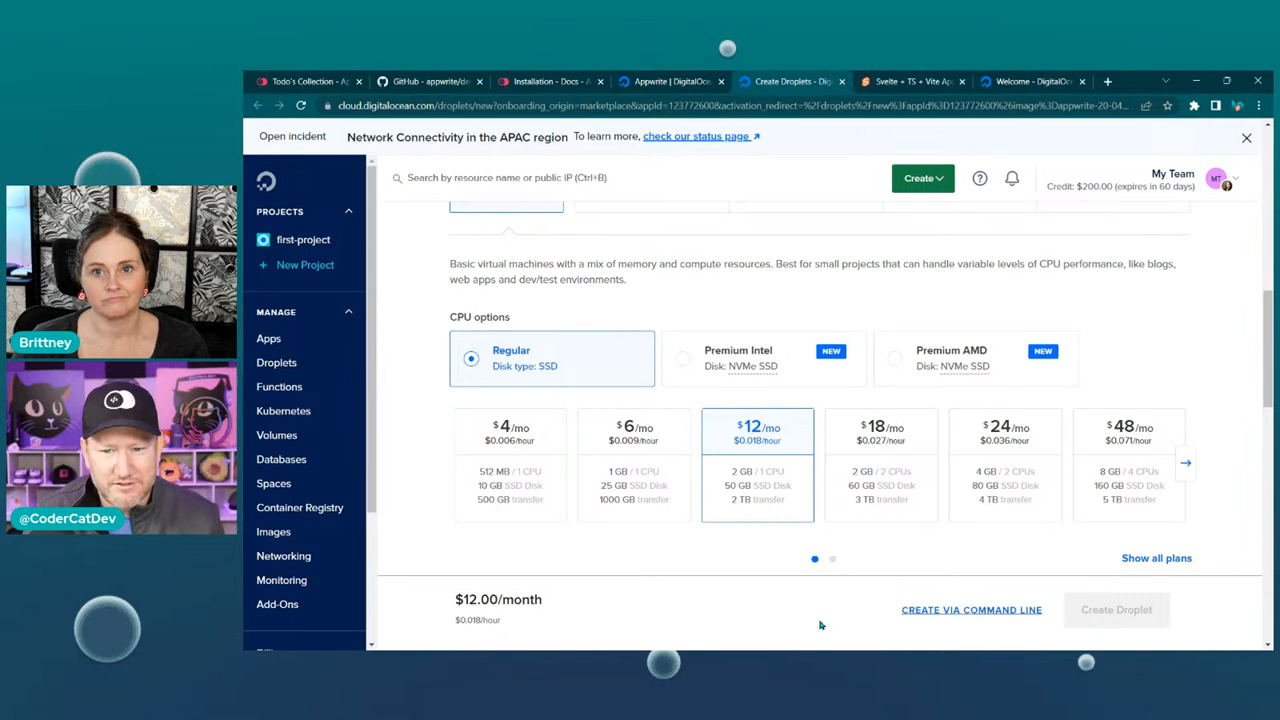 Todo's Collection - Ap
GitHub - appwrite/de
Installation - Docs - A
Appwrite | DigitalOce
Create Droplets - Digi
Svelte + TS + Vite Ap
Welcome - DigitalOce
cloud.digitalocean.com/droplets/new?onboarding_origin=marketplace&appId=123772600&activation_redirect=%2Fdroplets%2Fnew%3FappId%3D123772600%26image%3Dappwrite-20-04...
Open incident
Network Connectivity in the APAC region
To learn more, check our status page
Search by resource name or public IP (Ctrl+B)
Create
My Team
Credit: $200.00 (expires in 60 days)
MT
PROJECTS
first-project
+ New Project
MANAGE
Apps
Droplets
Functions
Kubernetes
Volumes
Databases
Spaces
Container Registry
Images
Networking
Monitoring
Add-Ons
Basic virtual machines with a mix of memory and compute resources. Best for small projects that can handle variable levels of CPU performance, like blogs,
web apps and dev/test environments.
CPU options
Regular
Disk type: SSD
Premium Intel
NEW
Disk: NVMe SSD
Premium AMD
NEW
Disk: NVMe SSD
$4/mo
$0.006/hour
512 MB / 1 CPU
10 GB SSD Disk
500 GB transfer
$6/mo
$0.009/hour
1 GB / 1 CPU
25 GB SSD Disk
1000 GB transfer
$12/mo
$0.018/hour
2 GB / 1 CPU
50 GB SSD Disk
2 TB transfer
$18/mo
$0.027/hour
2 GB / 2 CPUs
60 GB SSD Disk
3 TB transfer
$24/mo
$0.036/hour
4 GB / 2 CPUs
80 GB SSD Disk
4 TB transfer
$48/mo
$0.071/hour
8 GB / 4 CPUs
160 GB SSD Disk
5 TB transfer
Show all plans
$12.00/month
$0.018/hour
CREATE VIA COMMAND LINE
Create Droplet
Brittney
@CoderCatDev